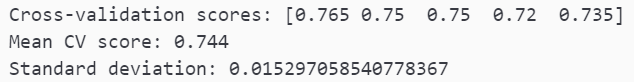 Cross-validation scores: [0.765 0.75  0.75  0.72  0.735]
Mean CV score: 0.744
Standard deviation: 0.015297058540778367